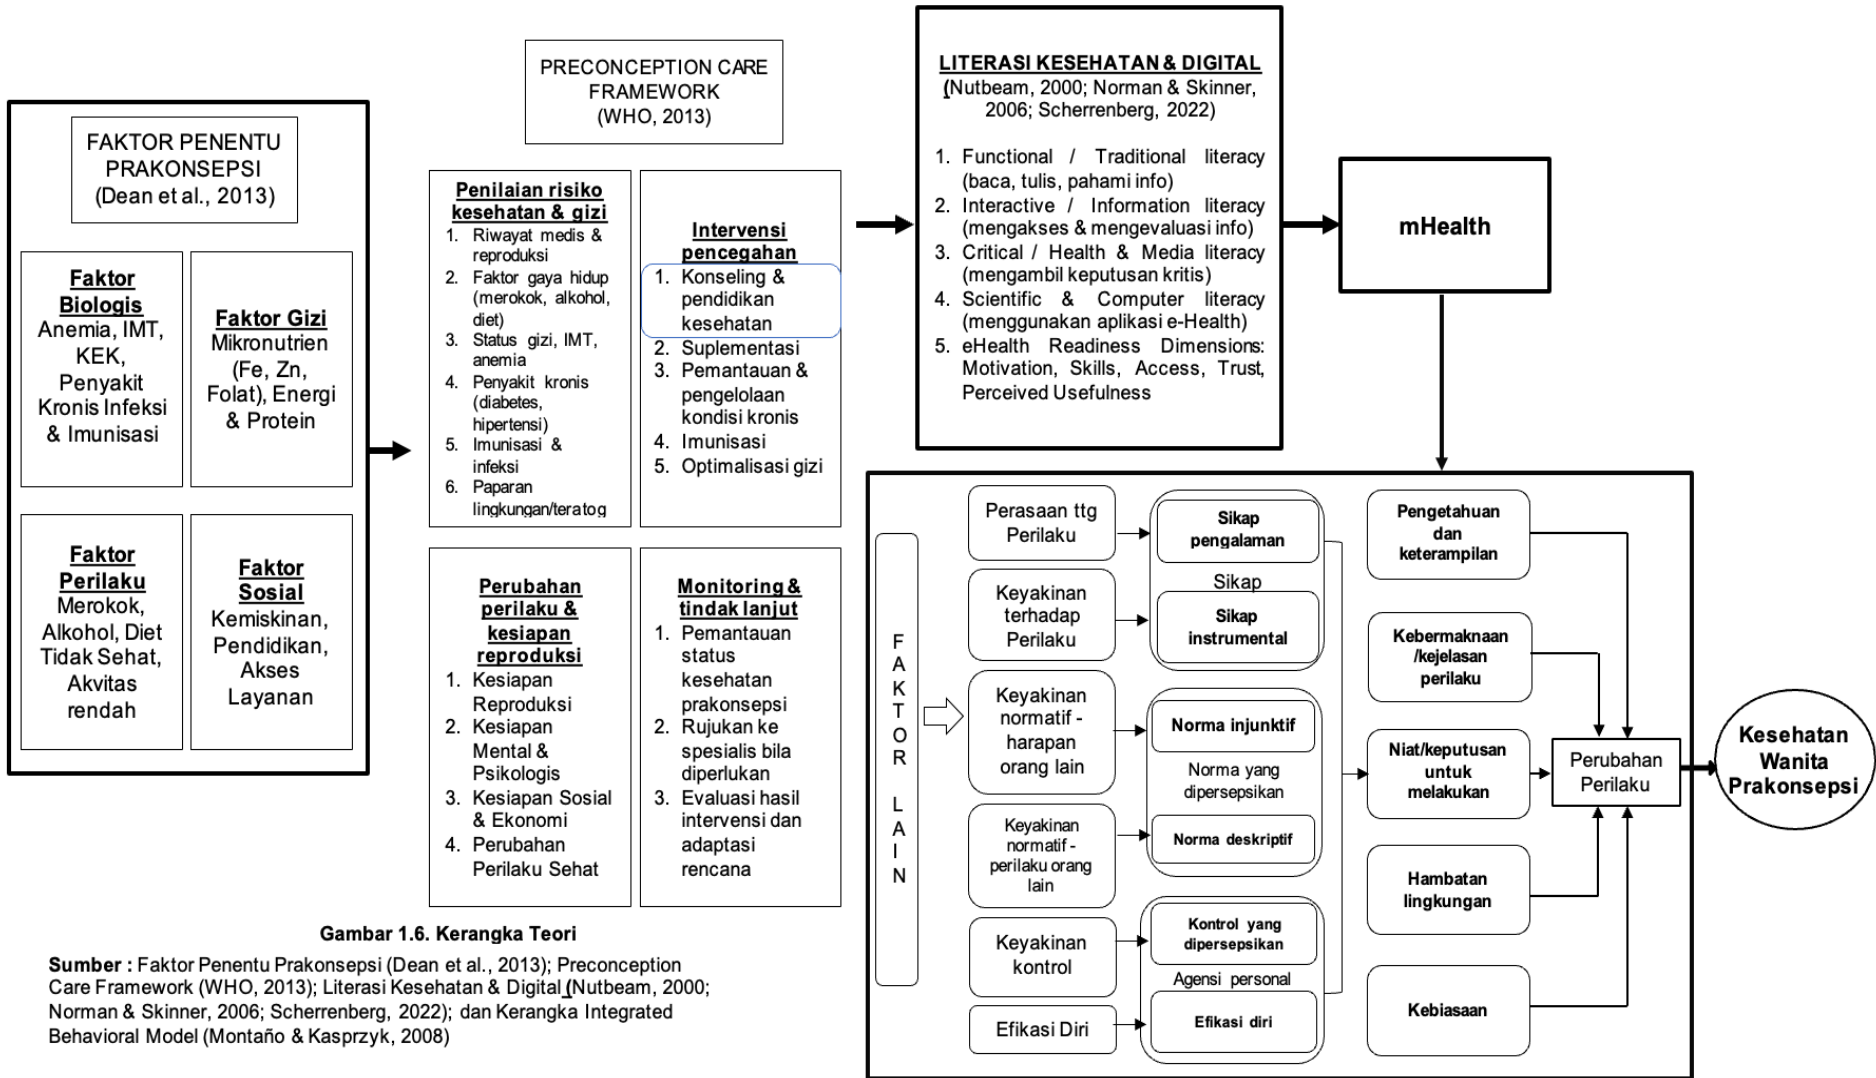 FAKTOR PENENTU
PRAKONSEPSI
(Dean et al., 2013)
Faktor
Biologis
Anemia, IMT,
KEK,
Penyakit
Kronis Infeksi
& Imunisasi
Faktor Gizi
Mikronutrien
(Fe, Zn,
Folat), Energi
& Protein
Faktor
Perilaku
Merokok,
Alkohol, Diet
Tidak Sehat,
Akvitas
rendah
Faktor
Sosial
Kemiskinan,
Pendidikan,
Akses
Layanan
PRECONCEPTION CARE
FRAMEWORK
(WHO, 2013)
Penilaian risiko
kesehatan & gizi
1. Riwayat medis &
reproduksi
2. Faktor gaya hidup
(merokok, alkohol,
diet)
3. Status gizi, IMT,
anemia
4. Penyakit kronis
(diabetes,
hipertensi)
5. Imunisasi &
infeksi
6. Paparan
lingkungan/teratog
Intervensi
pencegahan
1. Konseling &
pendidikan
kesehatan
2. Suplementasi
3. Pemantauan &
pengelolaan
kondisi kronis
4. Imunisasi
5. Optimalisasi gizi
Perubahan
perilaku &
kesiapan
reproduksi
1. Kesiapan
Reproduksi
2. Kesiapan
Mental &
Psikologis
3. Kesiapan Sosial
& Ekonomi
4. Perubahan
Perilaku Sehat
Monitoring &
tindak lanjut
1. Pemantauan
status
kesehatan
prakonsepsi
2. Rujukan ke
spesialis bila
diperlukan
3. Evaluasi hasil
intervensi dan
adaptasi
rencana
LITERASI KESEHATAN & DIGITAL
(Nutbeam, 2000; Norman & Skinner,
2006; Scherrenberg, 2022)
1. Functional / Traditional literacy
(baca, tulis, pahami info)
2. Interactive / Information literacy
(mengakses & mengevaluasi info)
3. Critical / Health & Media literacy
(mengambil keputusan kritis)
4. Scientific & Computer literacy
(menggunakan aplikasi e-Health)
5. eHealth Readiness Dimensions:
Motivation, Skills, Access, Trust,
Perceived Usefulness
mHealth
FAKTOR LAIN
Perasaan ttg
Perilaku
Keyakinan
terhadap
Perilaku
Keyakinan
normatif -
harapan
orang lain
Keyakinan
normatif -
perilaku orang
lain
Keyakinan
kontrol
Efikasi Diri
Sikap
pengalaman
Sikap
Sikap
instrumental
Norma injunktif
Norma yang
dipersepsikan
Norma deskriptif
Kontrol yang
dipersepsikan
Agensi personal
Efikasi diri
Pengetahuan
dan
keterampilan
Kebermaknaan
/kejelasan
perilaku
Niat/keputusan
untuk
melakukan
Hambatan
lingkungan
Kebiasaan
Perubahan
Perilaku
Kesehatan
Wanita
Prakonsepsi
Gambar 1.6. Kerangka Teori
Sumber : Faktor Penentu Prakonsepsi (Dean et al., 2013); Preconception
Care Framework (WHO, 2013); Literasi Kesehatan & Digital (Nutbeam, 2000;
Norman & Skinner, 2006; Scherrenberg, 2022); dan Kerangka Integrated
Behavioral Model (Montaño & Kasprzyk, 2008)